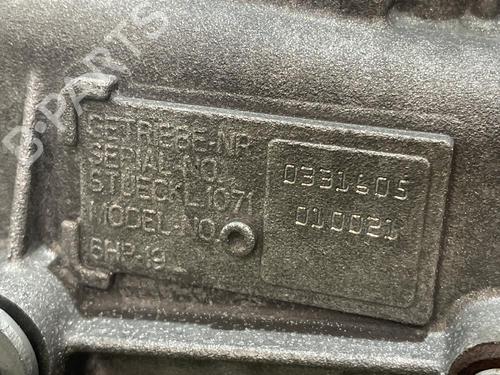 B-PARTS
GETRIEBE-NR.
SERIAL-NO.
STUECKL.1071
MODEL-NO
6HP-19
0331605
010021